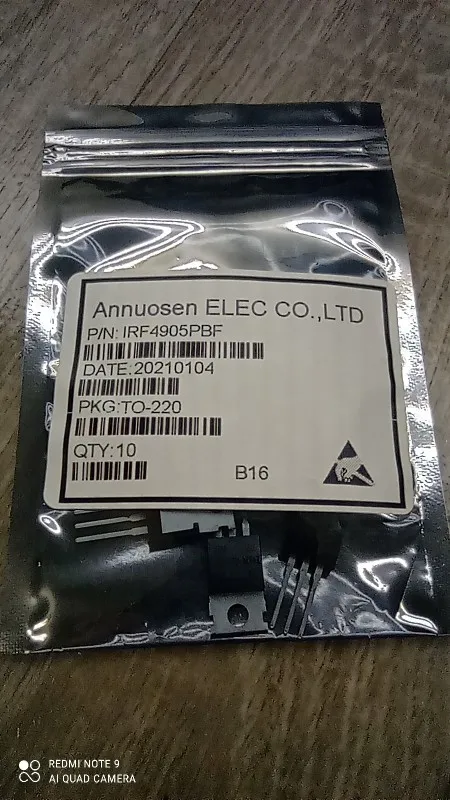 Annuosen ELEC CO.,LTD
P/N: IRF4905PBF
DATE:20210104
PKG:TO-220
QTY:10
B16
REDMI NOTE 9
AI QUAD CAMERA